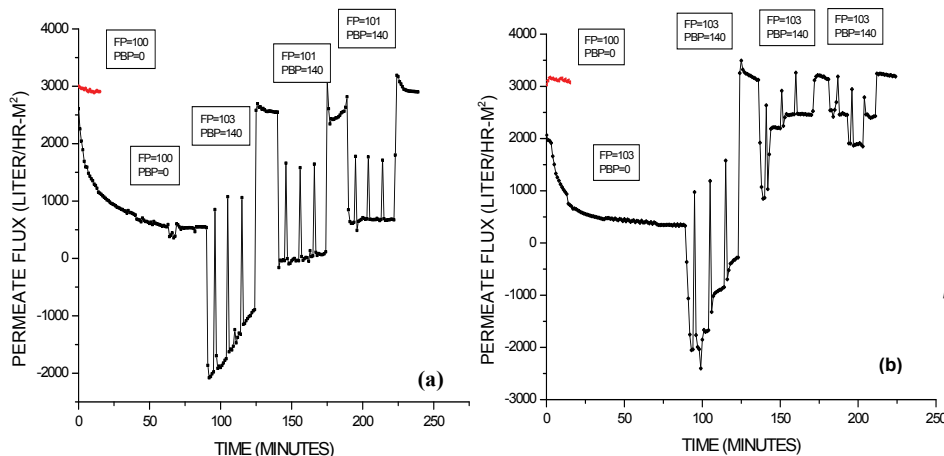 FP=101
PBP=140
FP=100
PBP=0
FP=101
PBP=140
FP=103
PBP=140
FP=100
PBP=0
4000
3000
2000
1000
0
-1000
-2000
PERMEATE FLUX (LITER/HR-M²)
0
50
100
150
200
250
TIME (MINUTES)
(a)
FP=103
PBP=140
FP=103
PBP=140
FP=103
PBP=140
FP=100
PBP=0
FP=103
PBP=0
4000
3000
2000
1000
0
-1000
-2000
-3000
PERMEATE FLUX (LITER/HR-M²)
0
50
100
150
200
250
TIME (MINUTES)
(b)